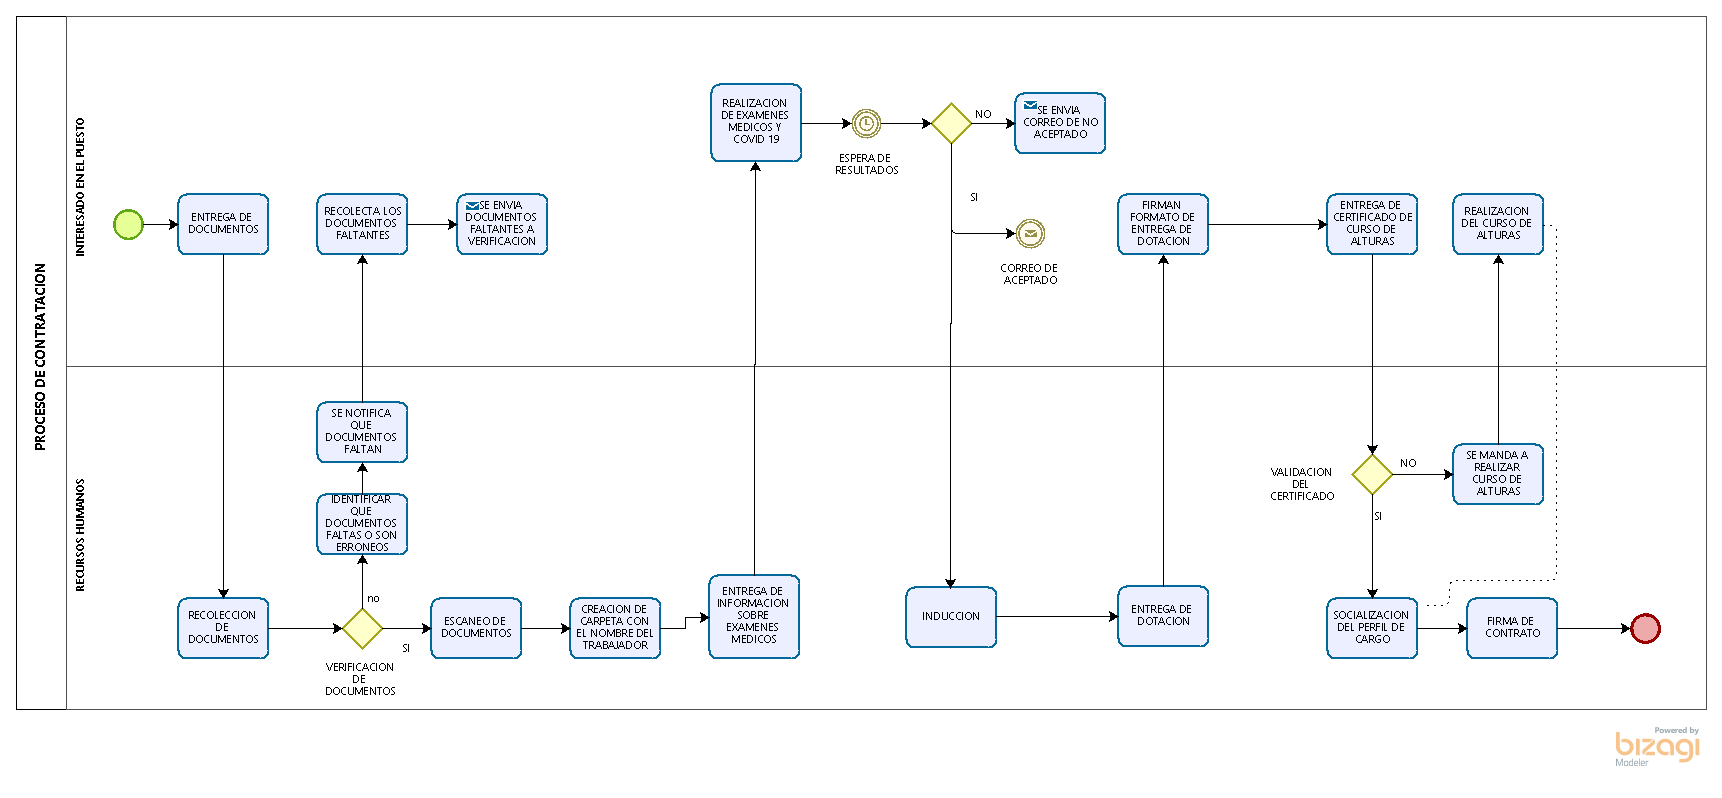 PROCESO DE CONTRATACION
INTERESADO EN EL PUESTO
ENTREGA DE
DOCUMENTOS
RECOLECTA LOS
DOCUMENTOS
FALTANTES
SE ENVIA
DOCUMENTOS
FALTANTES A
VERIFICACION
REALIZACION
DE EXAMENES
MEDICOS Y
COVID 19
ESPERA DE
RESULTADOS
NO
SE ENVIA
CORREO DE NO
ACEPTADO
SI
CORREO DE
ACEPTADO
FIRMAN
FORMATO DE
ENTREGA DE
DOTACION
ENTREGA DE
CERTIFICADO DE
CURSO DE
ALTURAS
REALIZACION
DEL CURSO DE
ALTURAS
RECURSOS HUMANOS
SE NOTIFICA
QUE
DOCUMENTOS
FALTAN
IDENTIFICAR
QUE
DOCUMENTOS
FALTAS O SON
ERRONEOS
no
RECOLECCION
DE
DOCUMENTOS
VERIFICACION
DE
DOCUMENTOS
SI
ESCANEO DE
DOCUMENTOS
CREACION DE
CARPETA CON
EL NOMBRE DEL
TRABAJADOR
ENTREGA DE
INFORMACION
SOBRE
EXAMENES
MEDICOS
INDUCCION
ENTREGA DE
DOTACION
VALIDACION
DEL
CERTIFICADO
NO
SE MANDA A
REALIZAR
CURSO DE
ALTURAS
SI
SOCIALIZACION
DEL PERFIL DE
CARGO
FIRMA DE
CONTRATO
Powered by
bizagi
Modeler